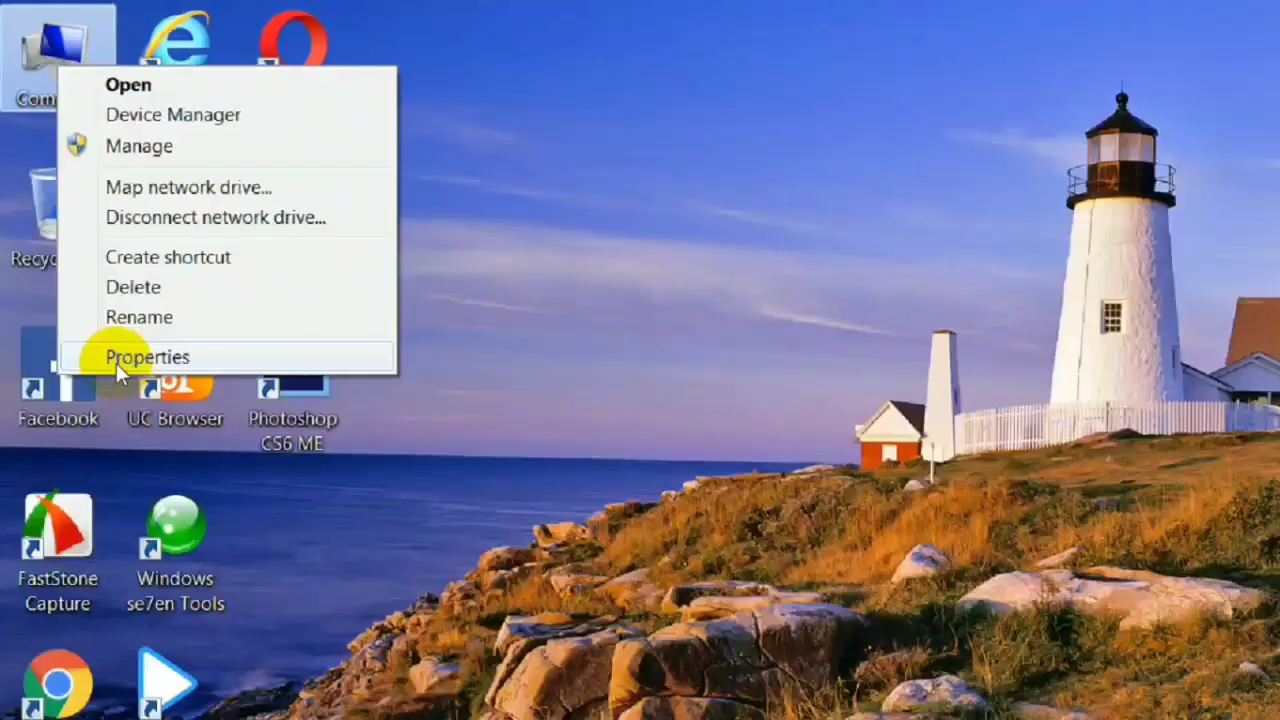 Open
Device Manager
Manage
Map network drive...
Disconnect network drive...
Create shortcut
Delete
Rename
Properties
Com
Recyc
Facebook
UC Browser
Photoshop
CS6 ME
FastStone
Capture
Windows
se7en Tools